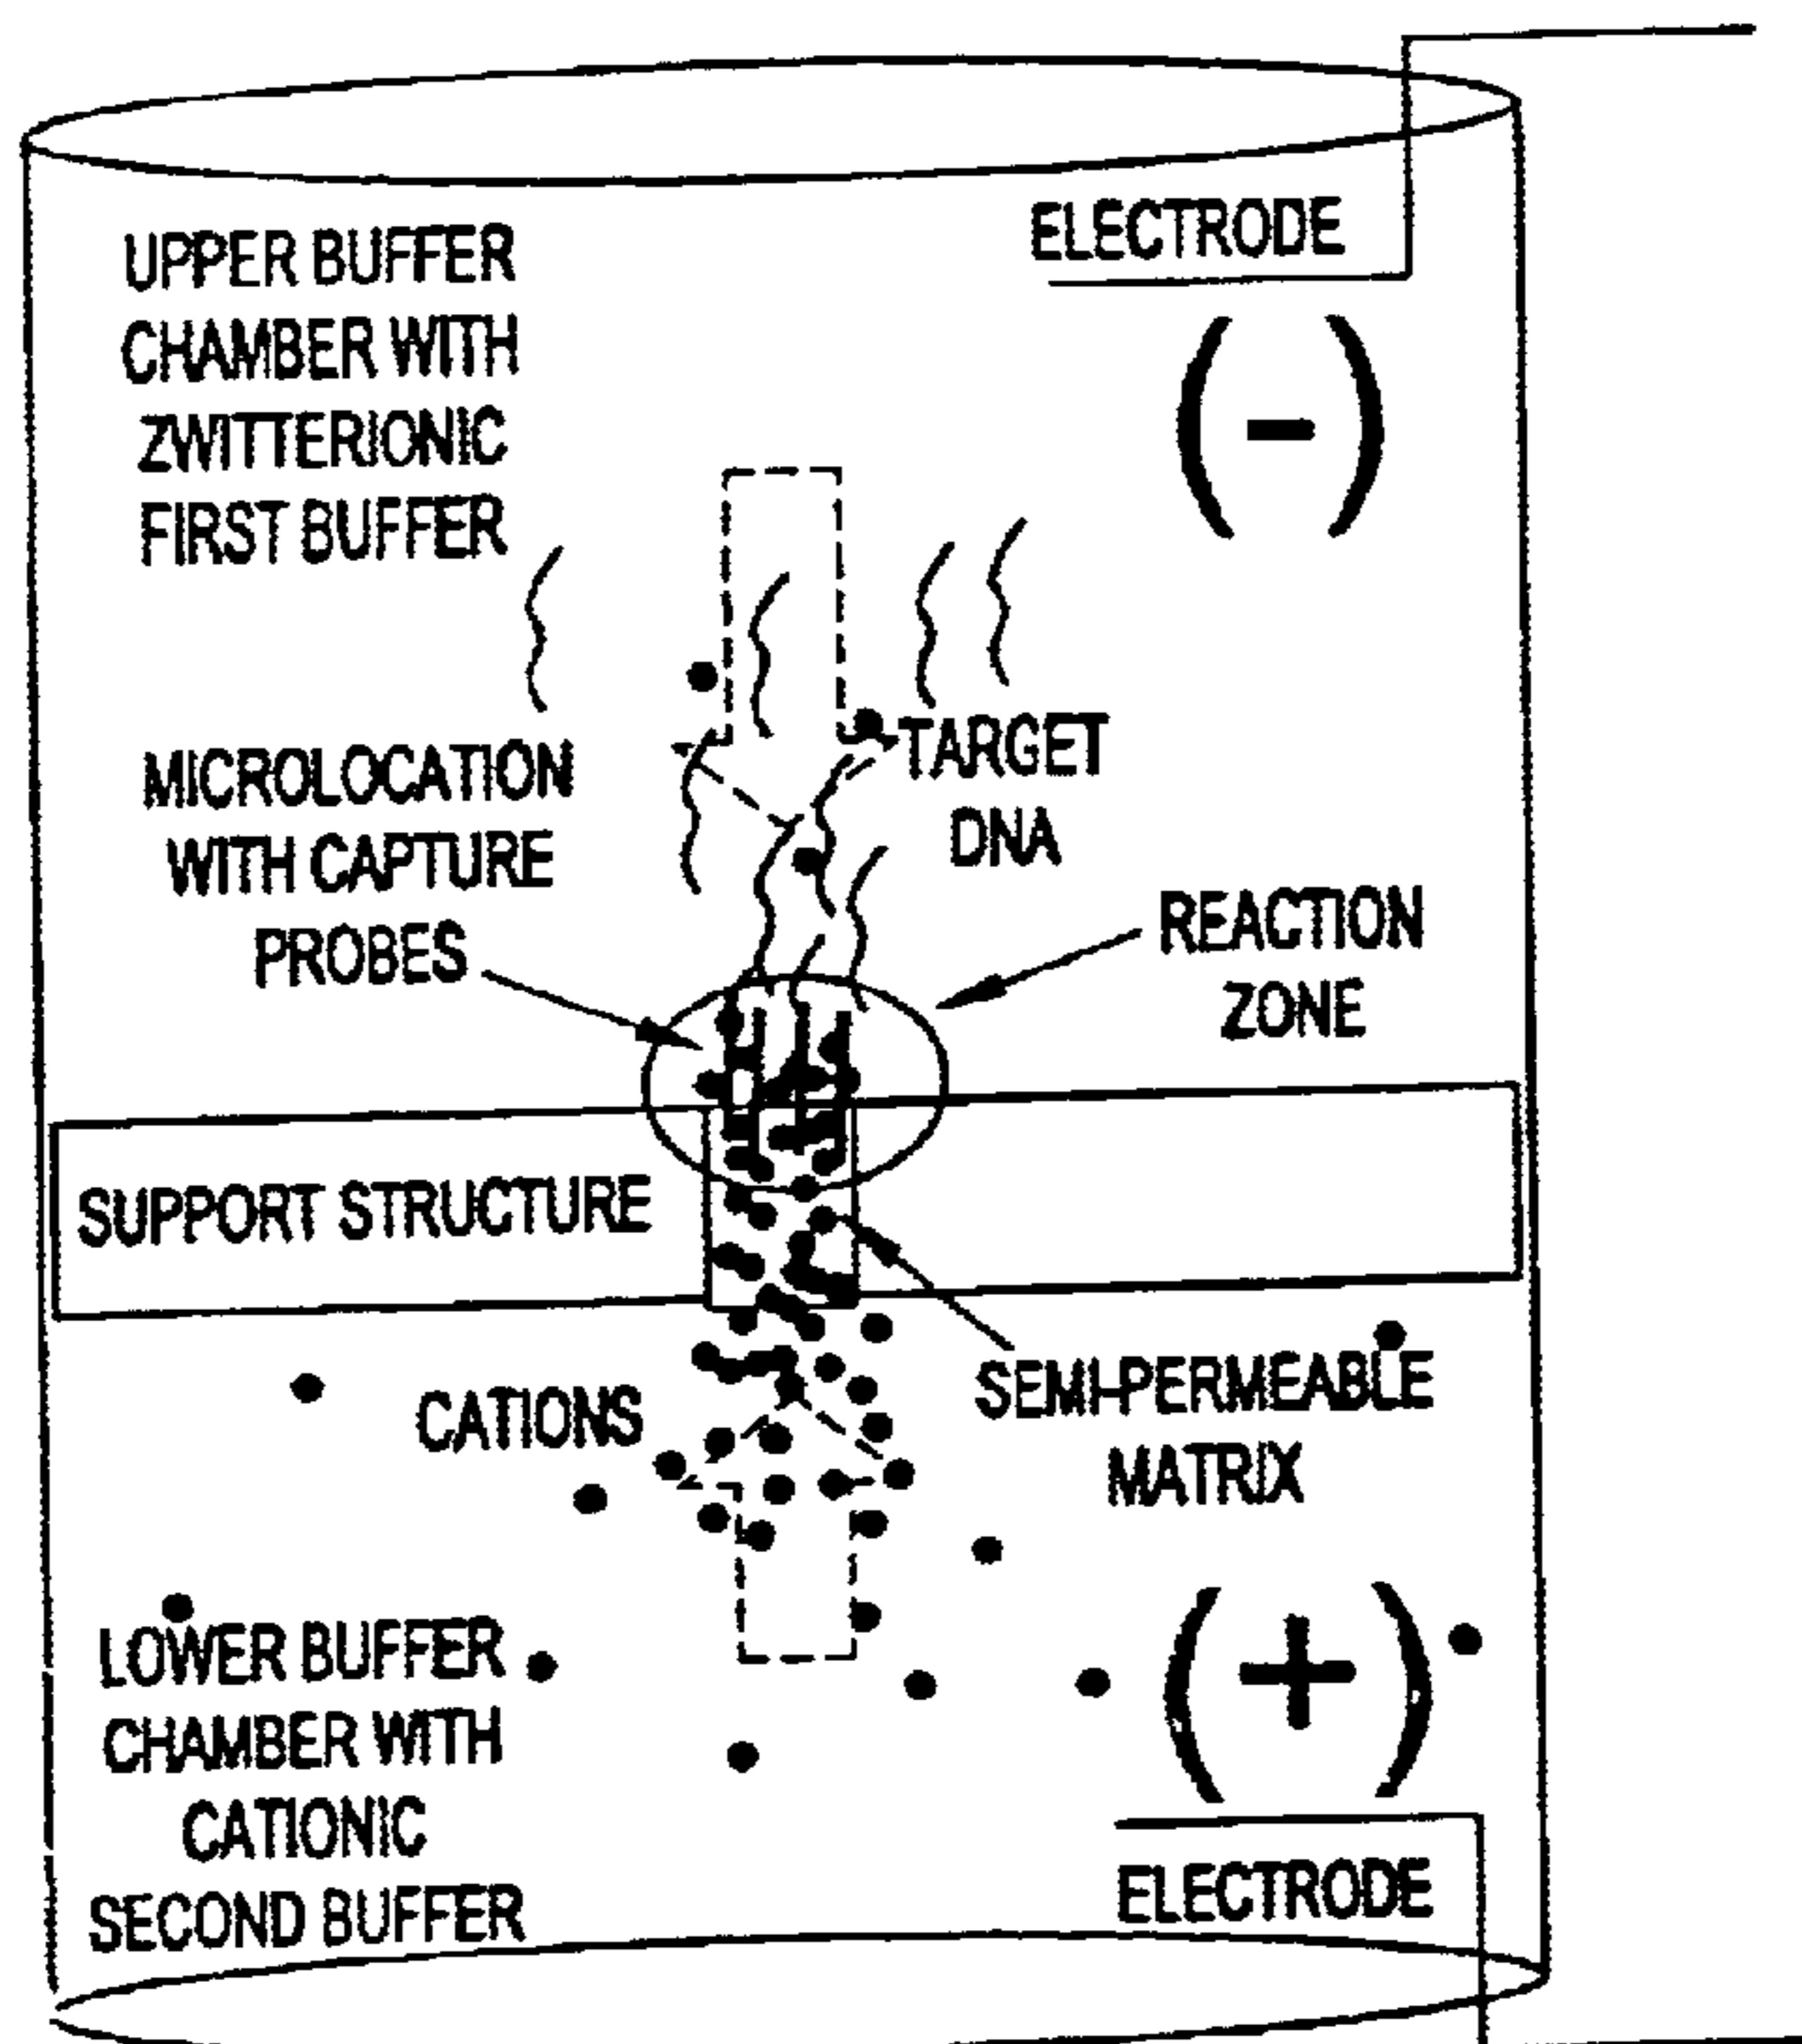 UPPER BUFFER
CHAMBER WITH
ZWITTERIONIC
FIRST BUFFER
ELECTRODE
(-)
MICROLOCATION
WITH CAPTURE
PROBES
TARGET
DNA
REACTION
ZONE
SUPPORT STRUCTURE
CATIONS
SEMI-PERMEABLE
MATRIX
LOWER BUFFER
CHAMBER WITH
CATIONIC
SECOND BUFFER
(+)
ELECTRODE